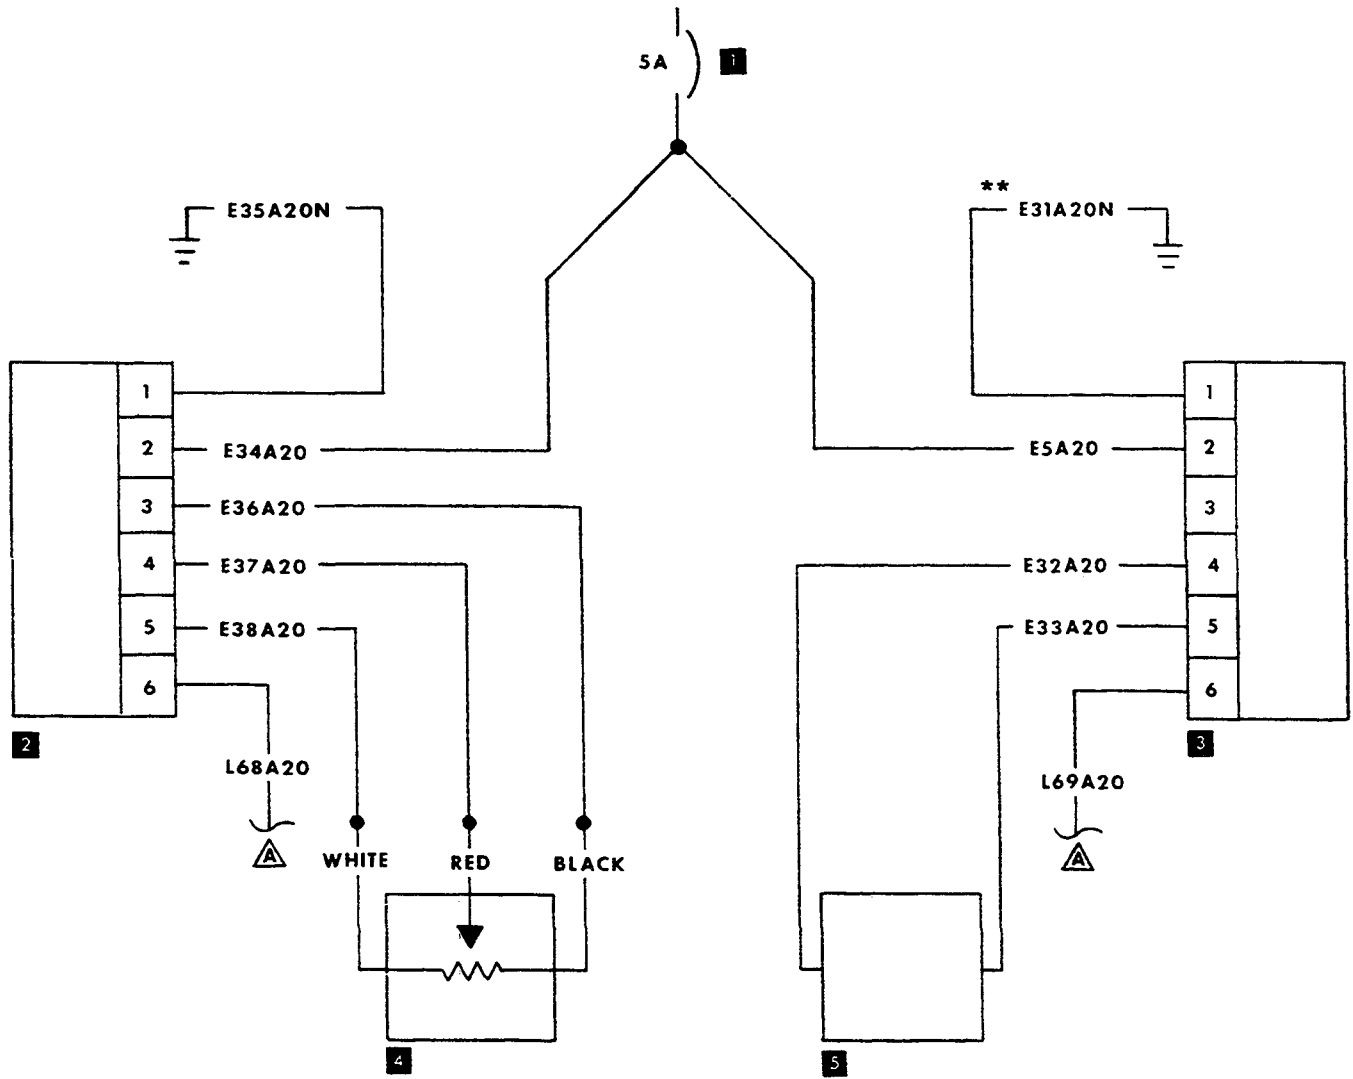 5A 1
**
E35A20N E31A20N
1 1
2 E34A20 E5A20 2
3 E36A20 3
4 E37A20 E32A20 4
5 E38A20 E33A20 5
6 6
2 3
L68A20 L69A20
A A
WHITE RED BLACK
4 5